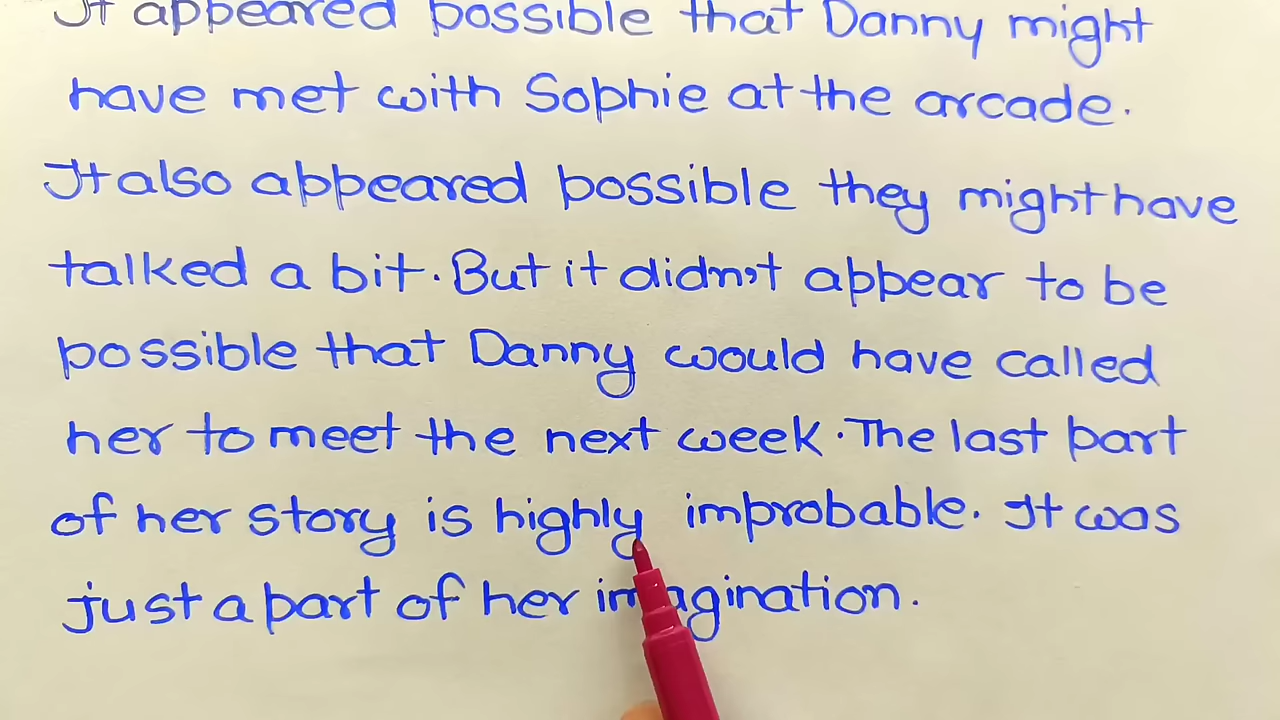 It appeared possible that Danny might
have met with Sophie at the arcade.
It also appeared possible they might have
talked a bit. But it didn't appear to be
possible that Danny would have called
her to meet the next week. The last part
of her story is highly improbable. It was
just a part of her imagination.